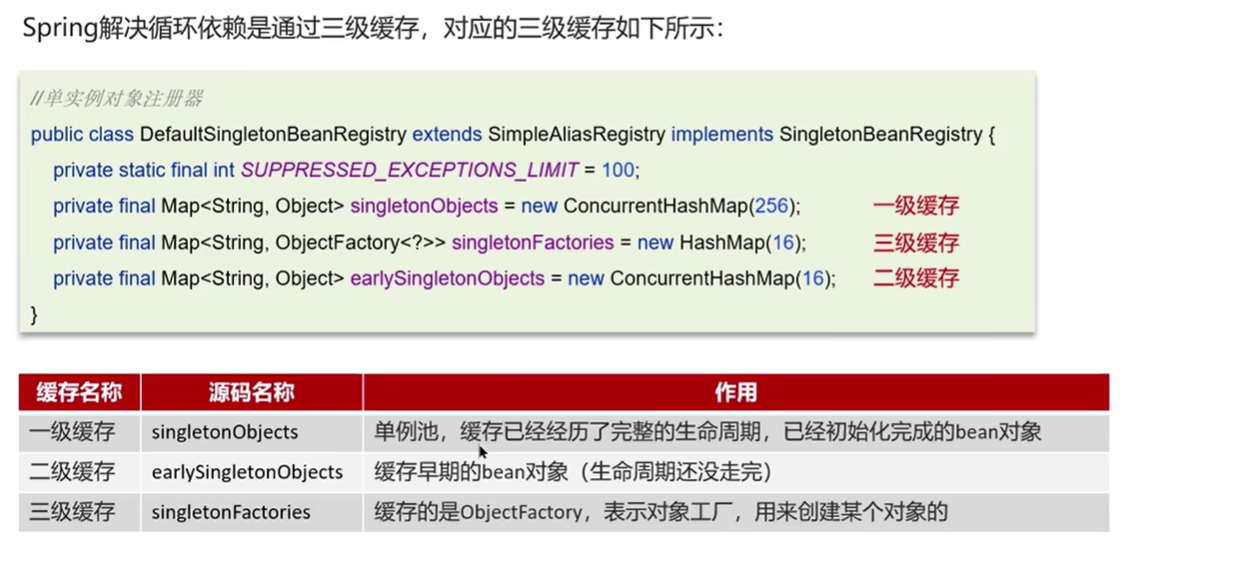 Spring解决循环依赖是通过三级缓存，对应的三级缓存如下所示：
//单实例对象注册器
public class DefaultSingletonBeanRegistry extends SimpleAliasRegistry implements SingletonBeanRegistry {
private static final int SUPPRESSED_EXCEPTIONS_LIMIT = 100;
private final Map<String, Object> singletonObjects = new ConcurrentHashMap(256); 一级缓存
private final Map<String, ObjectFactory<?>> singletonFactories = new HashMap(16); 三级缓存
private final Map<String, Object> earlySingletonObjects = new ConcurrentHashMap(16); 二级缓存
}
缓存名称 源码名称 作用
一级缓存 singletonObjects 单例池，缓存已经经历了完整的生命周期，已经初始化完成的bean对象
二级缓存 earlySingletonObjects 缓存早期的bean对象（生命周期还没走完）
三级缓存 singletonFactories 缓存的是ObjectFactory，表示对象工厂，用来创建某个对象的